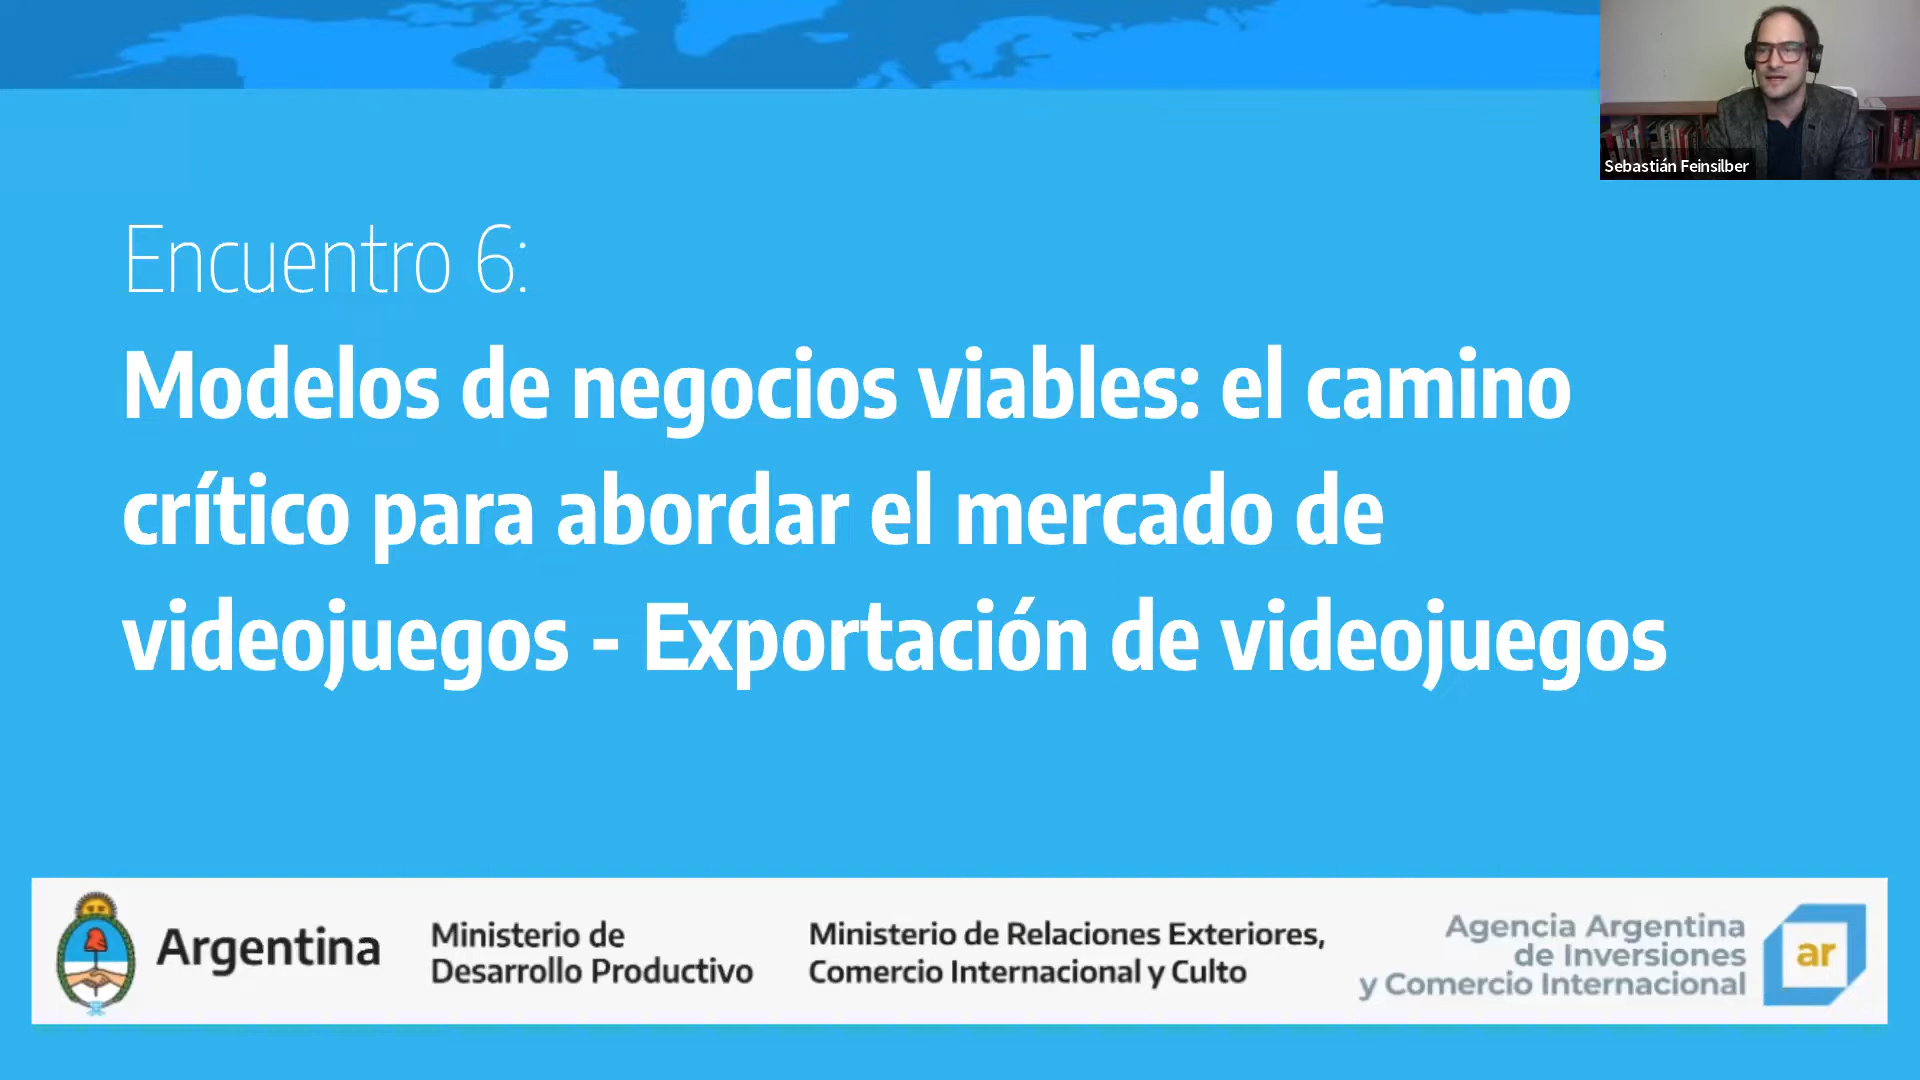 Sebastián Feinsilber
Encuentro 6:
Modelos de negocios viables: el camino
crítico para abordar el mercado de
videojuegos - Exportación de videojuegos
Argentina
Ministerio de
Desarrollo Productivo
Ministerio de Relaciones Exteriores,
Comercio Internacional y Culto
Agencia Argentina
de Inversiones
y Comercio Internacional
ar